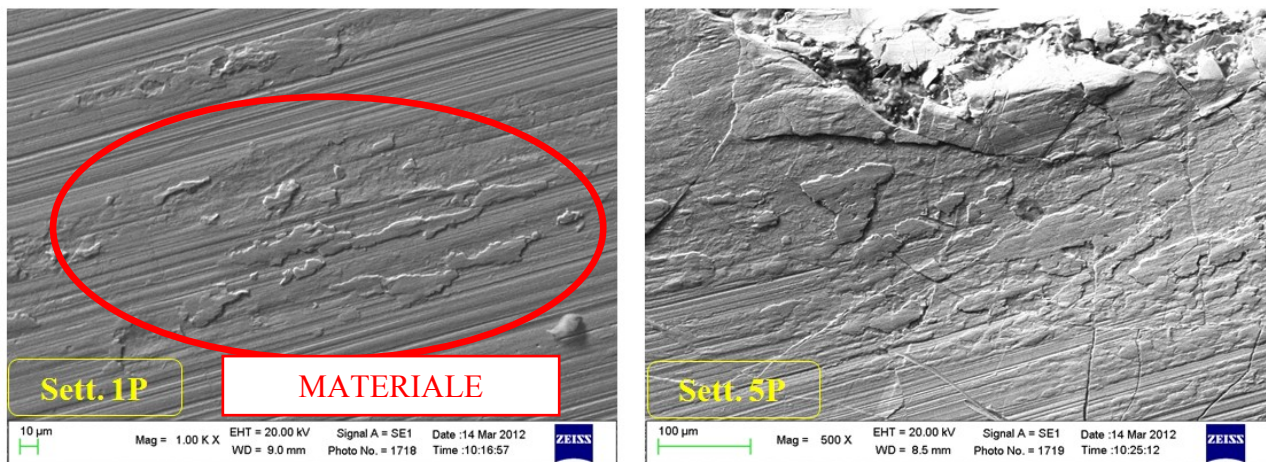 Sett. 1P
MATERIALE
10 µm
Mag = 1.00 K X
EHT = 20.00 kV
WD = 9.0 mm
Signal A = SE1
Photo No. = 1718
Date :14 Mar 2012
Time :10:16:57
ZEISS
Sett. 5P
100 µm
Mag = 500 X
EHT = 20.00 kV
WD = 8.5 mm
Signal A = SE1
Photo No. = 1719
Date :14 Mar 2012
Time :10:25:12
ZEISS